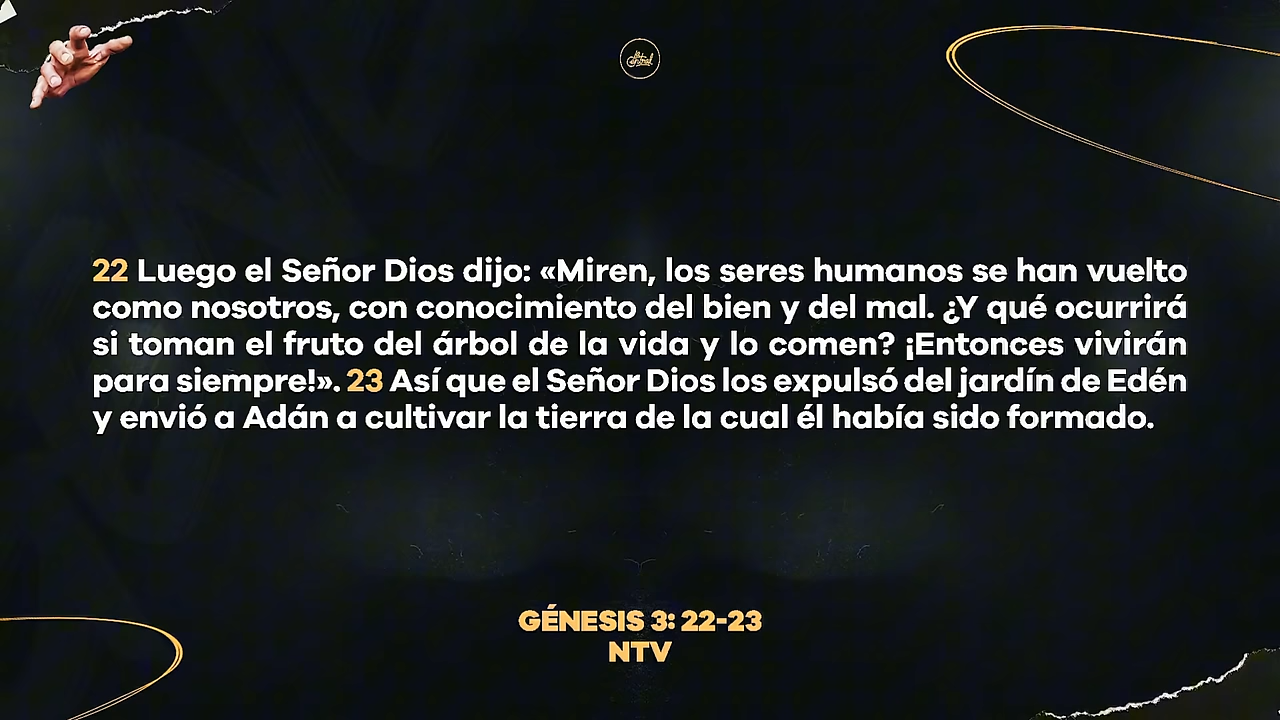 22 Luego el Señor Dios dijo: «Miren, los seres humanos se han vuelto
como nosotros, con conocimiento del bien y del mal. ¿Y qué ocurrirá
si toman el fruto del árbol de la vida y lo comen? ¡Entonces vivirán
para siempre!». 23 Así que el Señor Dios los expulsó del jardín de Edén
y envió a Adán a cultivar la tierra de la cual él había sido formado.
GÉNESIS 3: 22-23
NTV